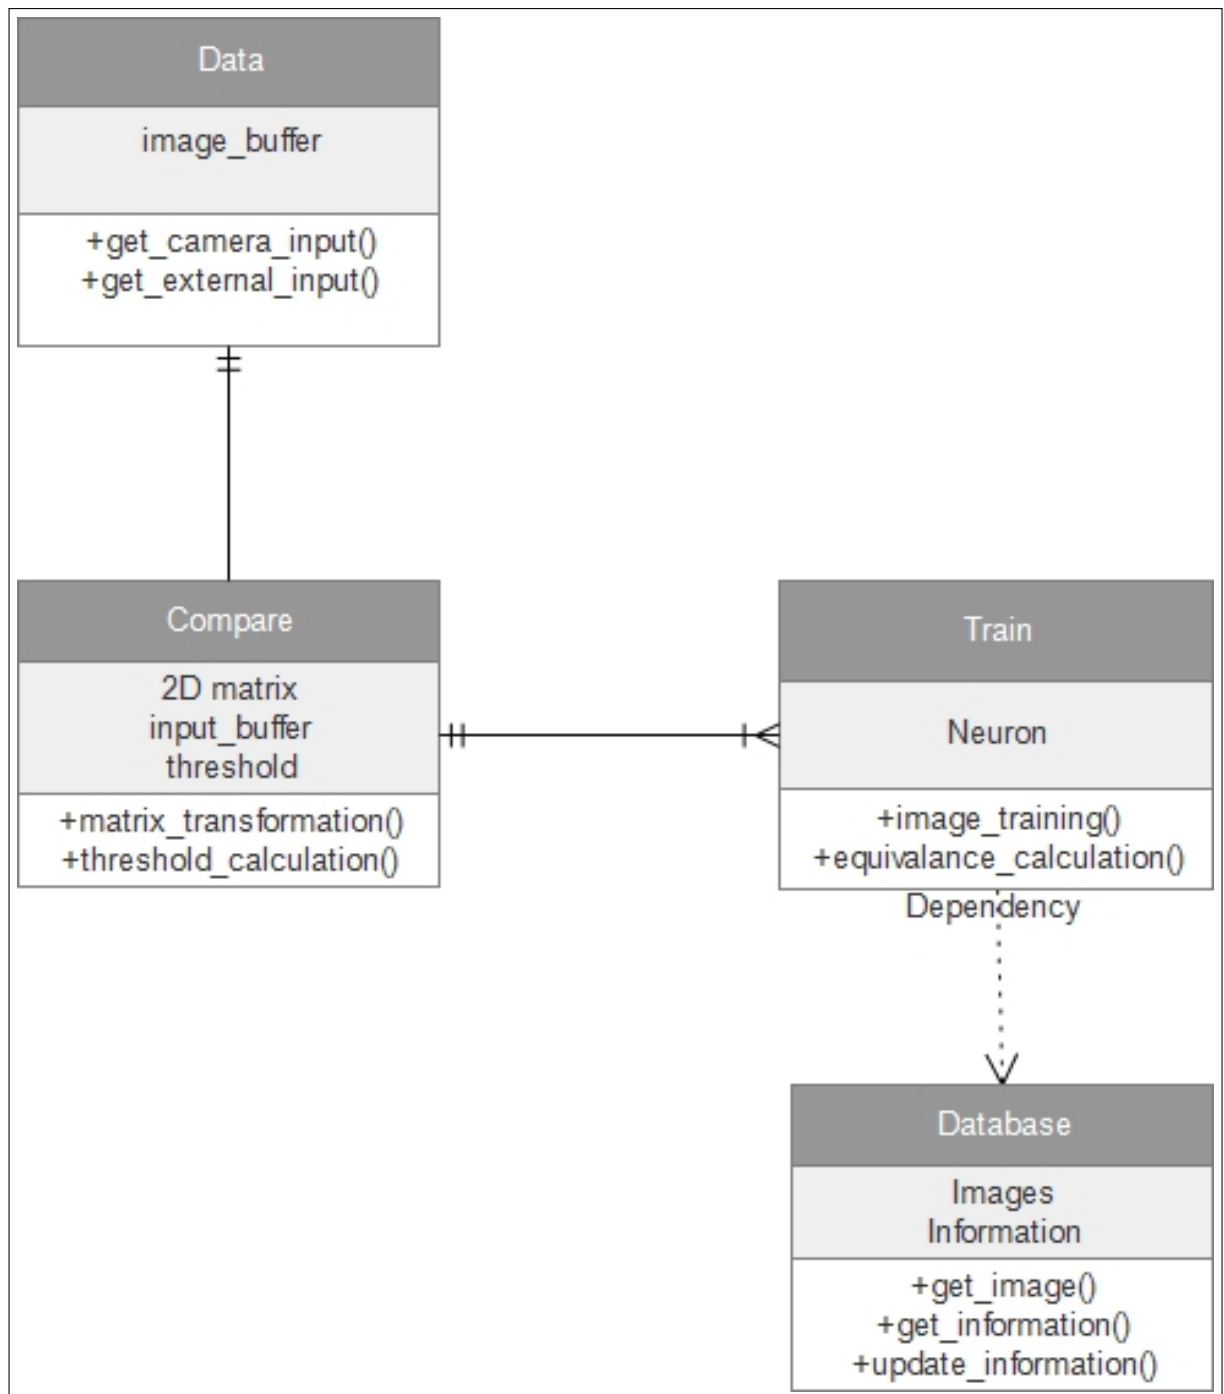 Data
image_buffer
+get_camera_input()
+get_external_input()
Compare
2D matrix
input_buffer
threshold
+matrix_transformation()
+threshold_calculation()
Train
Neuron
+image_training()
+equivalance_calculation()
Dependency
Database
Images
Information
+get_image()
+get_information()
+update_information()